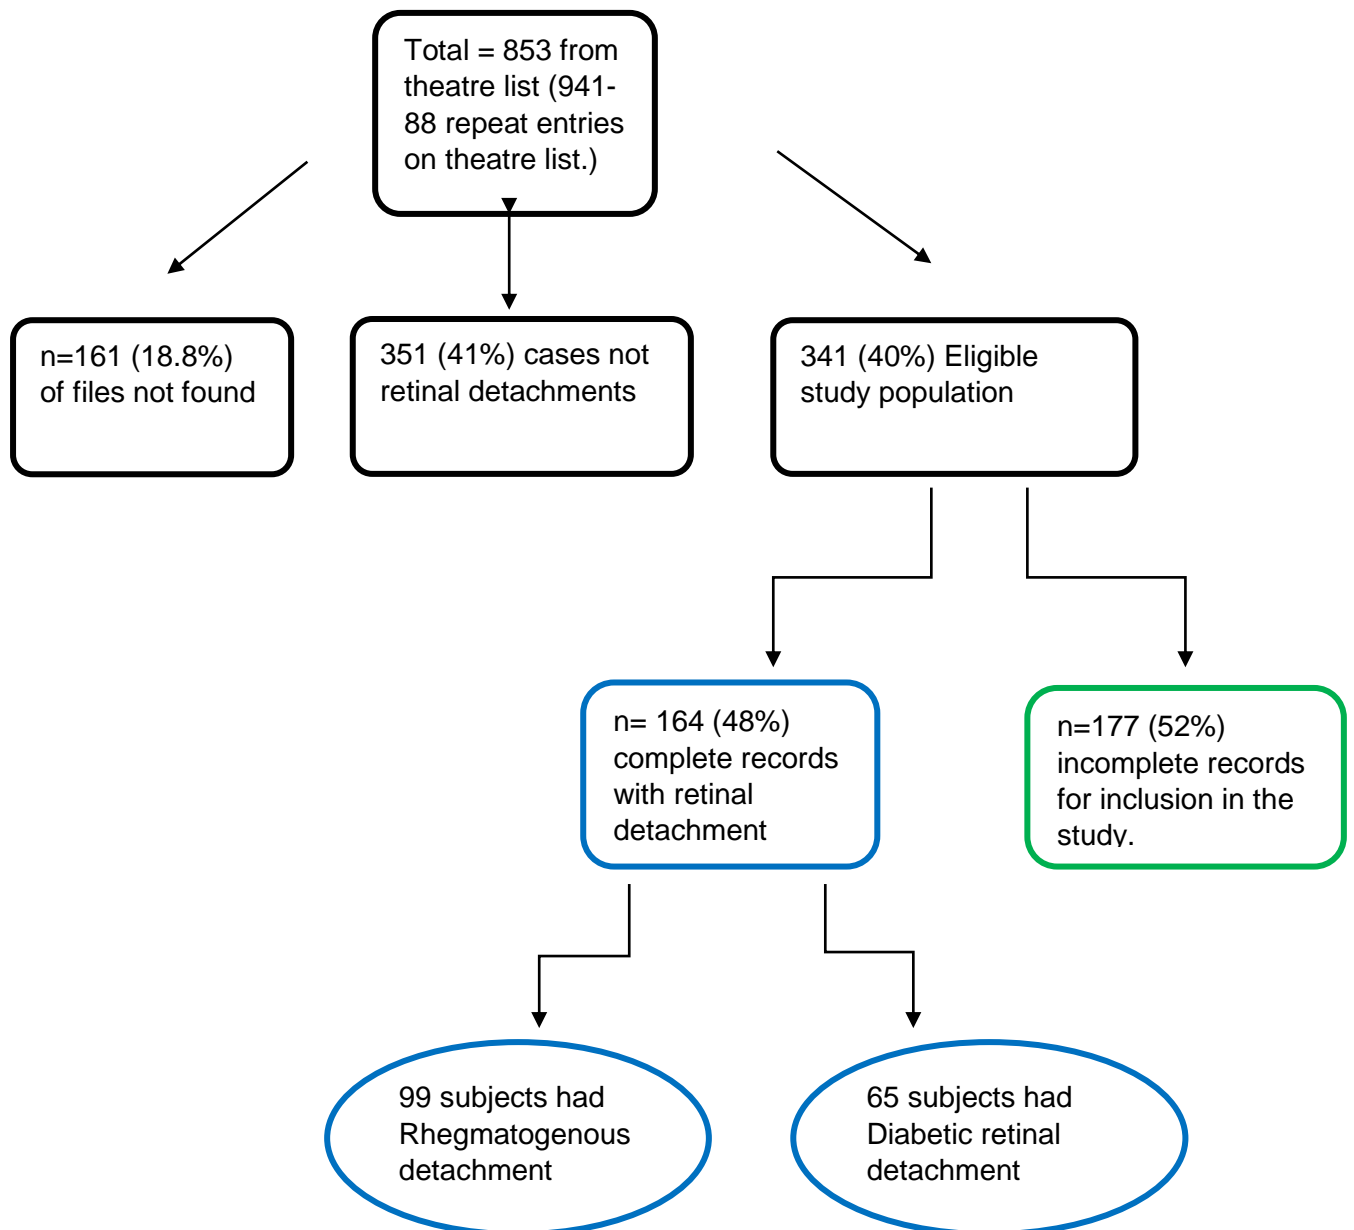 Total = 853 from
theatre list (941-
88 repeat entries
on theatre list.)
n=161 (18.8%)
of files not found
351 (41%) cases not
retinal detachments
341 (40%) Eligible
study population
n= 164 (48%)
complete records
with retinal
detachment
n=177 (52%)
incomplete records
for inclusion in the
study.
99 subjects had
Rhegmatogenous
detachment
65 subjects had
Diabetic retinal
detachment